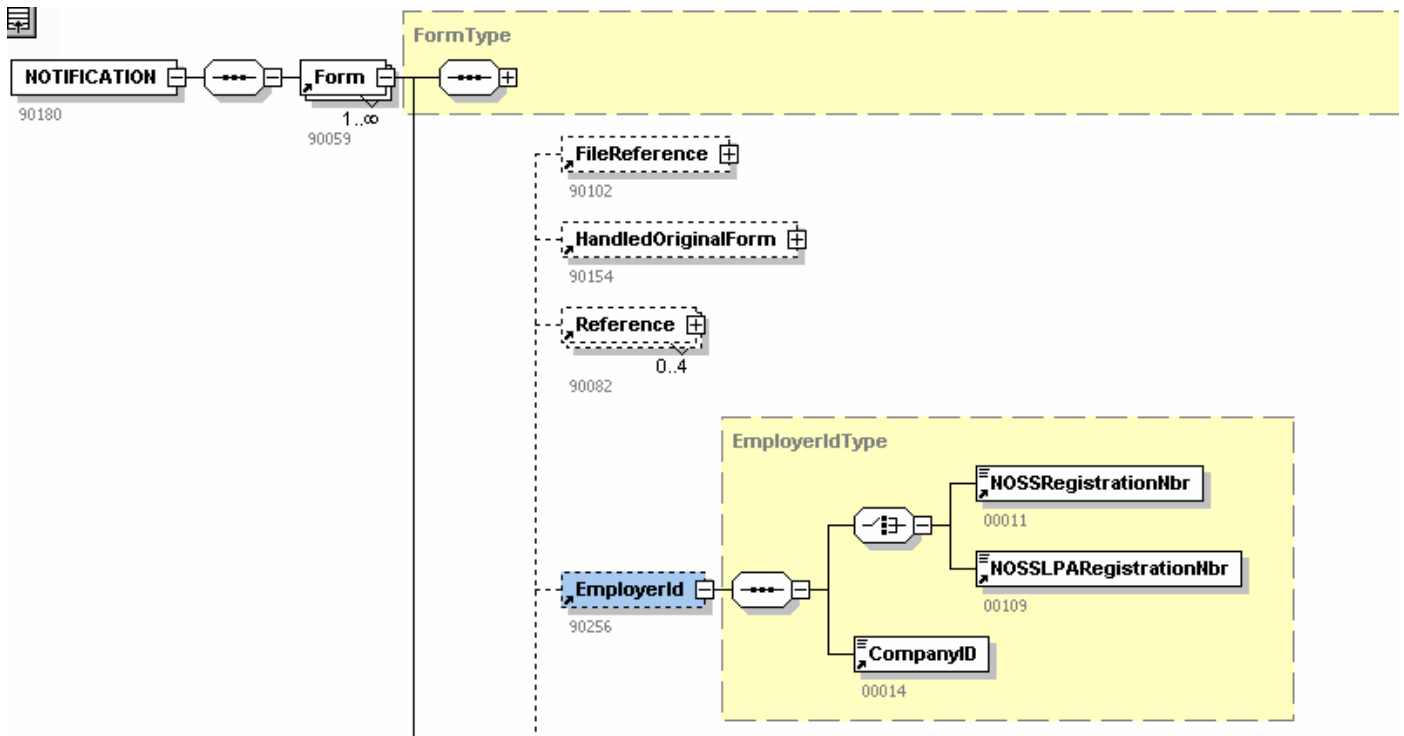 FormType
NOTIFICATION
Form
90180
1..∞
90059
FileReference
90102
HandledOriginalForm
90154
Reference
0..4
90082
EmployerIdType
NOSSRegistrationNbr
00011
NOSSLPARegistrationNbr
00109
EmployerId
90256
CompanyID
00014